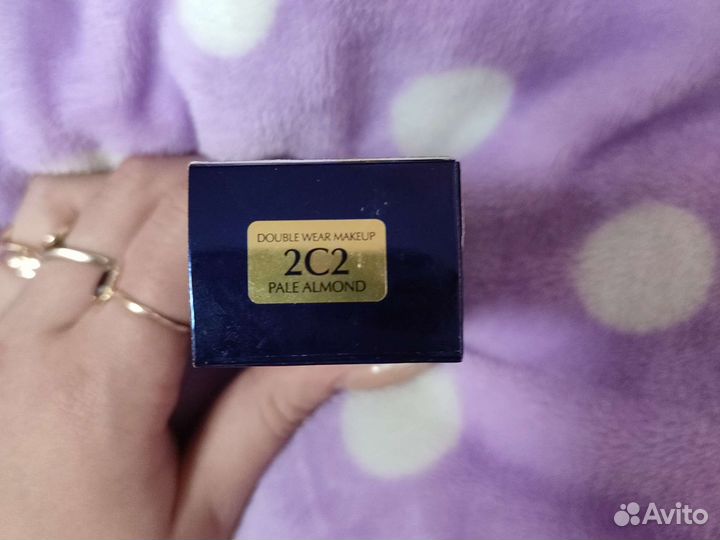 DOUBLE WEAR MAKEUP
2C2
PALE ALMOND
Avito